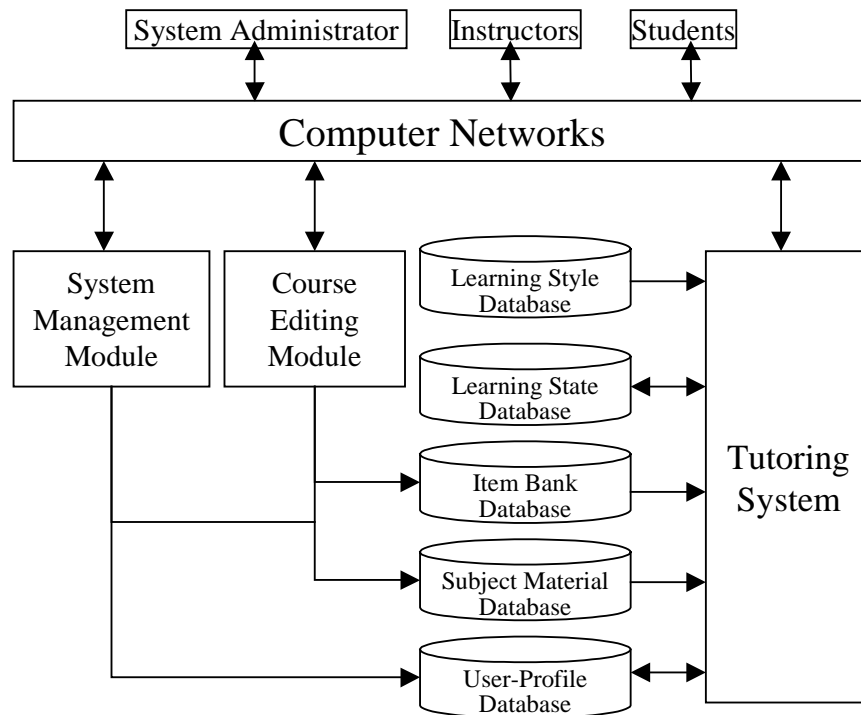 System Administrator
Instructors
Students
Computer Networks
System
Management
Module
Course
Editing
Module
Learning Style
Database
Learning State
Database
Item Bank
Database
Subject Material
Database
User-Profile
Database
Tutoring
System